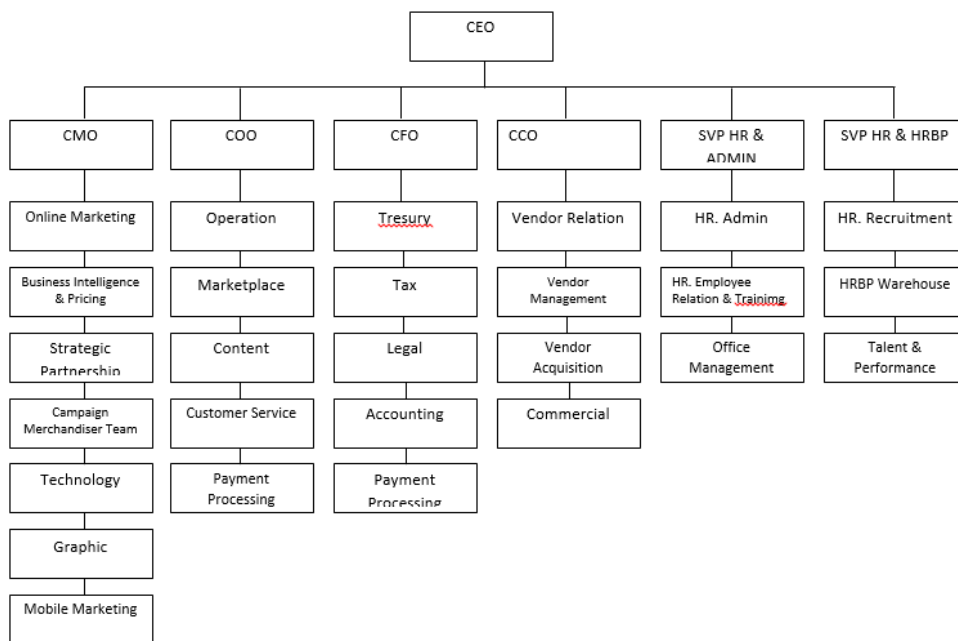 CEO
CMO
COO
CFO
CCO
SVP HR &
ADMIN
SVP HR & HRBP
Online Marketing
Operation
Tresury
Vendor Relation
HR. Admin
HR. Recruitment
Business Intelligence
& Pricing
Marketplace
Tax
Vendor
Management
HR. Employee
Relation & Trainimg
HRBP Warehouse
Strategic
Partnership
Content
Legal
Vendor
Acquisition
Office
Management
Talent &
Performance
Campaign
Merchandiser Team
Customer Service
Accounting
Commercial
Technology
Payment
Processing
Payment
Processing
Graphic
Mobile Marketing